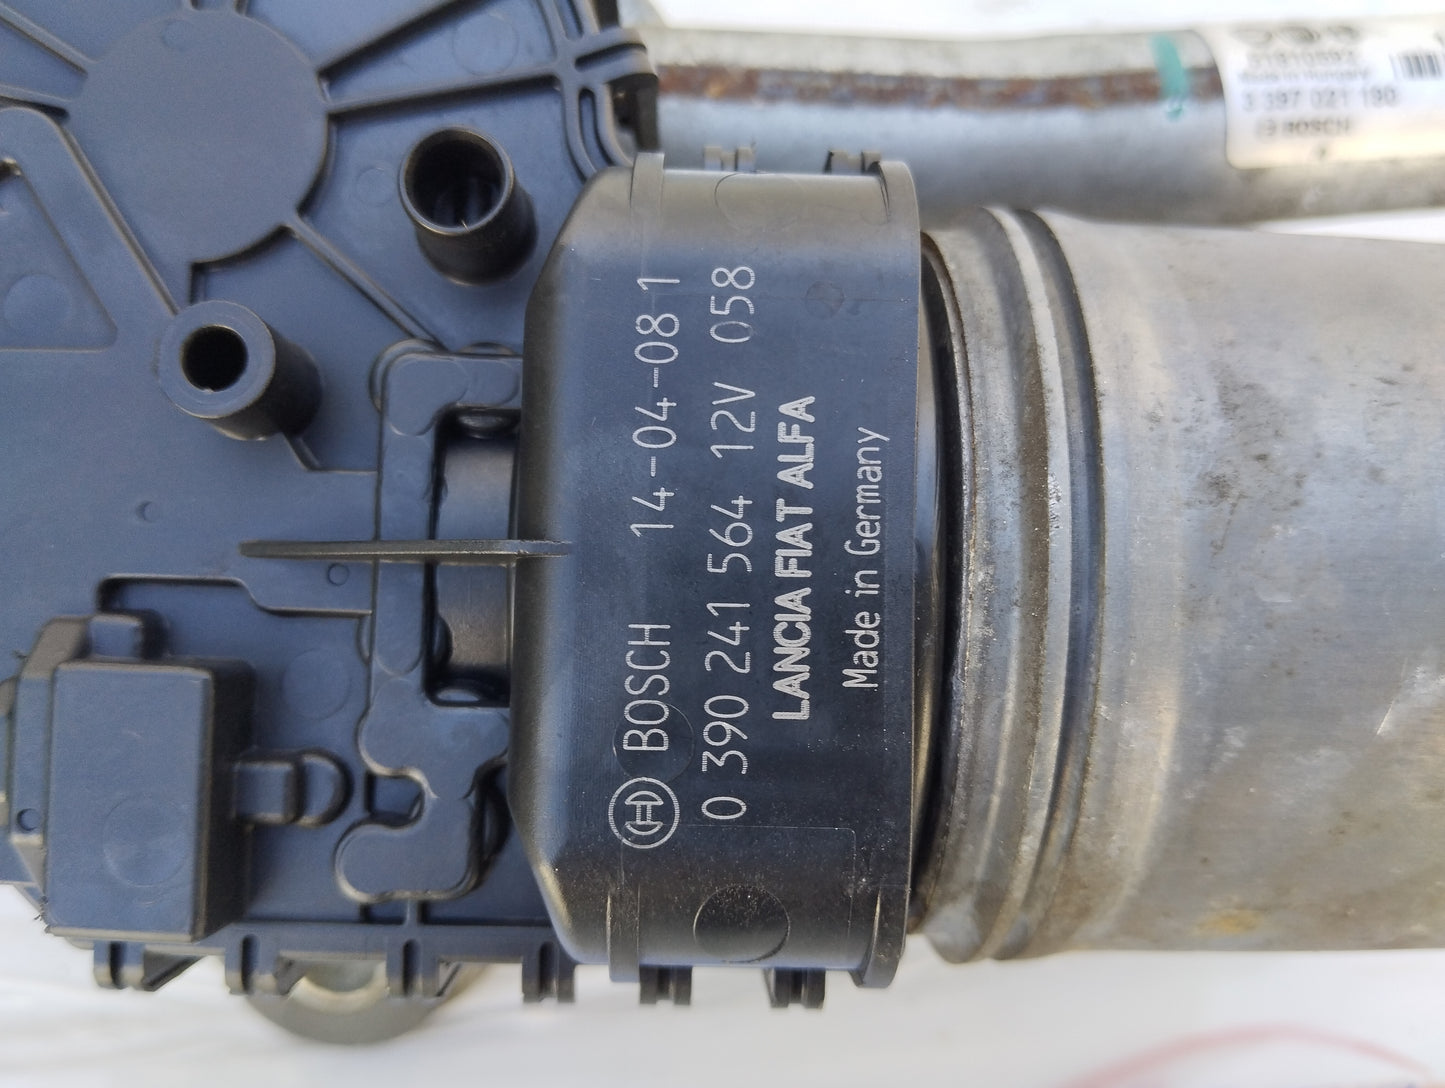 BOSCH 14-04-08 1
0 390 241 564 12V 058
LANCIA FIAT ALFA
Made in Germany
Made in Hungary
3 397 021 190
BOSCH